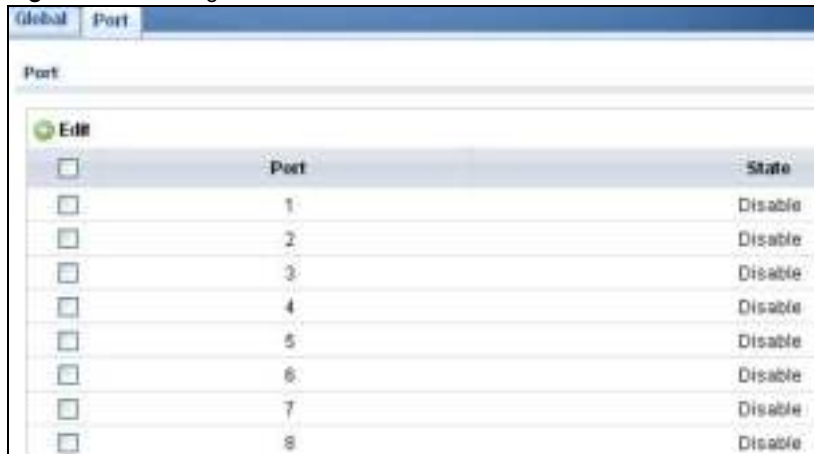 Global Port
Port
Edit
Port State
1 Disable
2 Disable
3 Disable
4 Disable
5 Disable
6 Disable
7 Disable
8 Disable